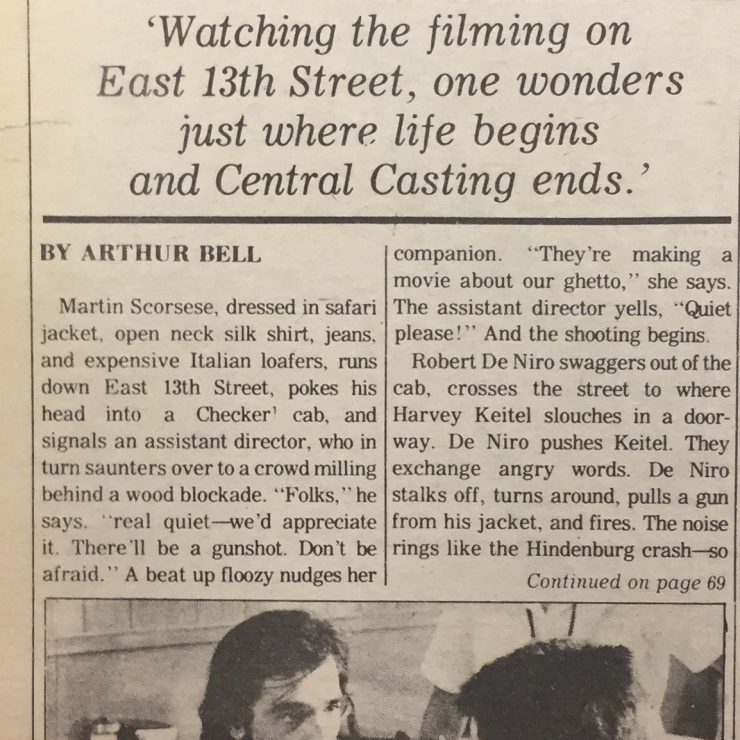 ‘Watching the filming on
East 13th Street, one wonders
just where life begins
and Central Casting ends.’
BY ARTHUR BELL
Martin Scorsese, dressed in safari
jacket, open neck silk shirt, jeans,
and expensive Italian loafers, runs
down East 13th Street, pokes his
head into a Checker' cab, and
signals an assistant director, who in
turn saunters over to a crowd milling
behind a wood blockade. “Folks,” he
says, “real quiet—we’d appreciate
it. There’ll be a gunshot. Don’t be
afraid.” A beat up floozy nudges her
companion. “They’re making a
movie about our ghetto,” she says.
The assistant director yells, “Quiet
please!” And the shooting begins.
Robert De Niro swaggers out of the
cab, crosses the street to where
Harvey Keitel slouches in a door-
way. De Niro pushes Keitel. They
exchange angry words. De Niro
stalks off, turns around, pulls a gun
from his jacket, and fires. The noise
rings like the Hindenburg crash—so
Continued on page 69